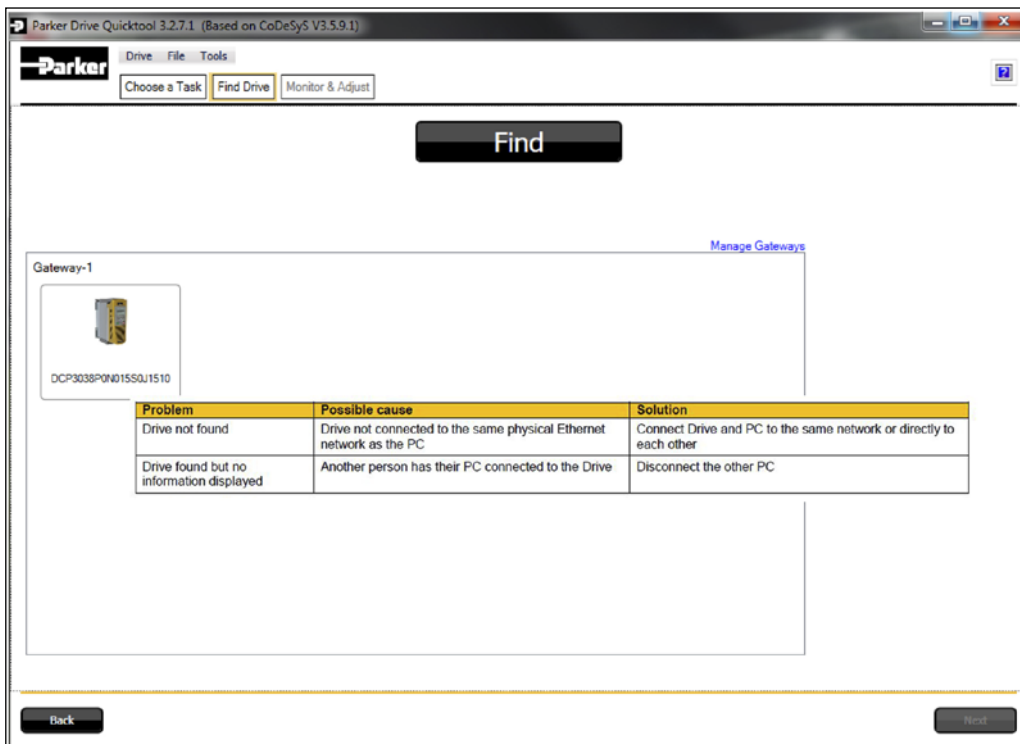 Parker Drive Quicktool 3.2.7.1 (Based on CoDeSyS V3.5.9.1)
Parker
Drive File Tools
Choose a Task Find Drive Monitor & Adjust
?
Find
Manage Gateways
Gateway-1
DCP3038P0N015S0J1510
Problem Possible cause Solution
Drive not found Drive not connected to the same physical Ethernet network as the PC Connect Drive and PC to the same network or directly to each other
Drive found but no information displayed Another person has their PC connected to the Drive Disconnect the other PC
Back Next